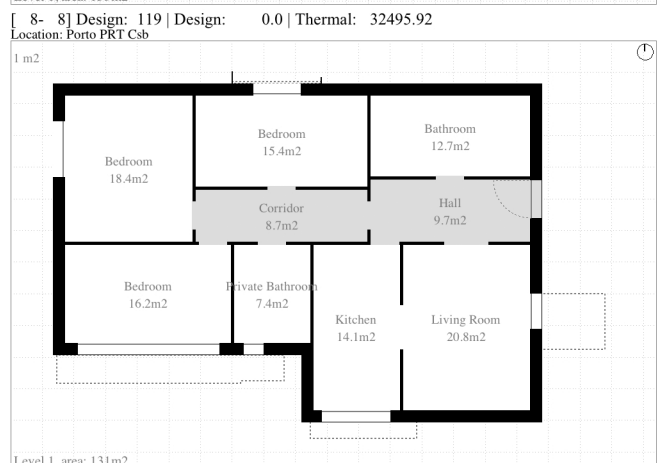 [ 8- 8] Design: 119 | Design: 0.0 | Thermal: 32495.92
Location: Porto PRT Csb
1 m2
Bedroom
15.4m2
Bathroom
12.7m2
Bedroom
18.4m2
Corridor
8.7m2
Hall
9.7m2
Bedroom
16.2m2
Private Bathroom
7.4m2
Kitchen
14.1m2
Living Room
20.8m2
Level 1, area: 131m2